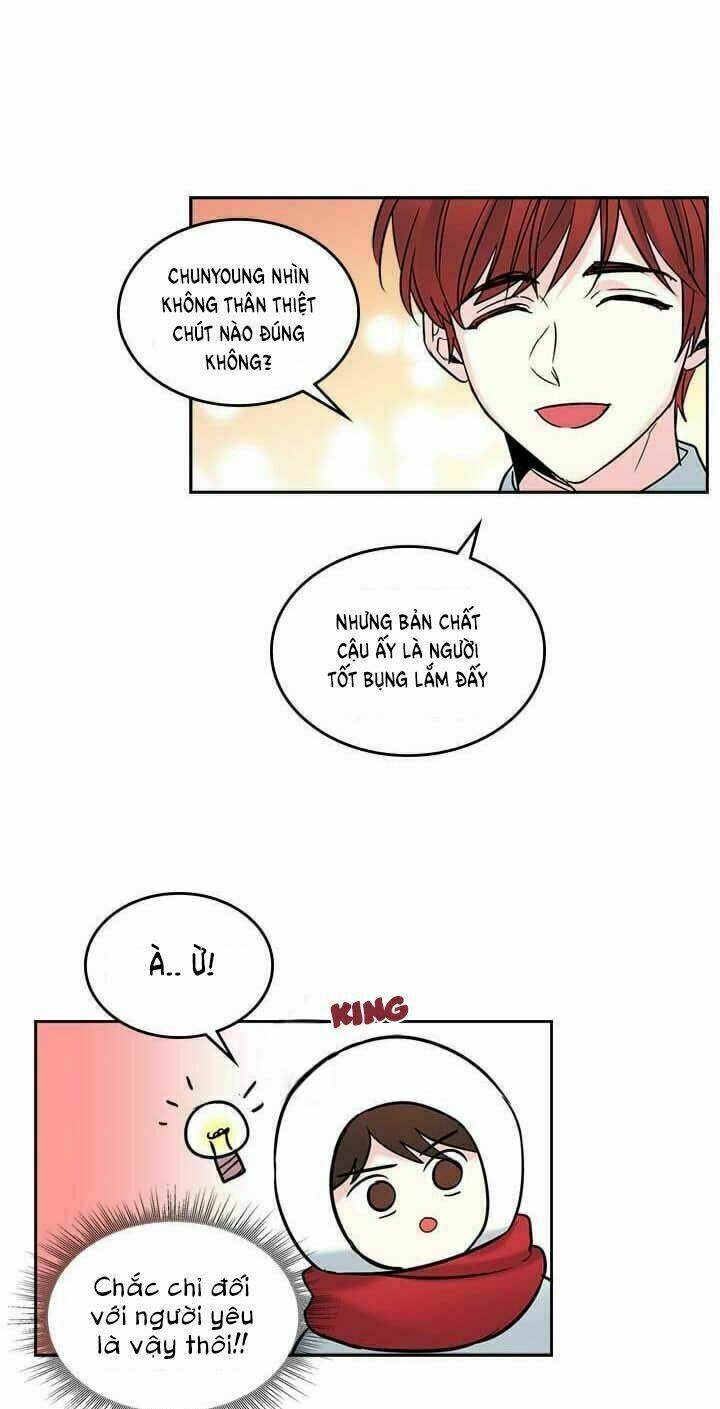 CHUNYOUNG NHÌN
KHÔNG THÂN THIỆT
CHÚT NÀO ĐÚNG
KHÔNG?
NHƯNG BẢN CHẤT
CẬU ẤY LÀ NGƯỜI
TỐT BỤNG LẮM ĐẤY
À.. Ừ!
KING
Chắc chỉ đối
với người yêu
là vậy thôi!!